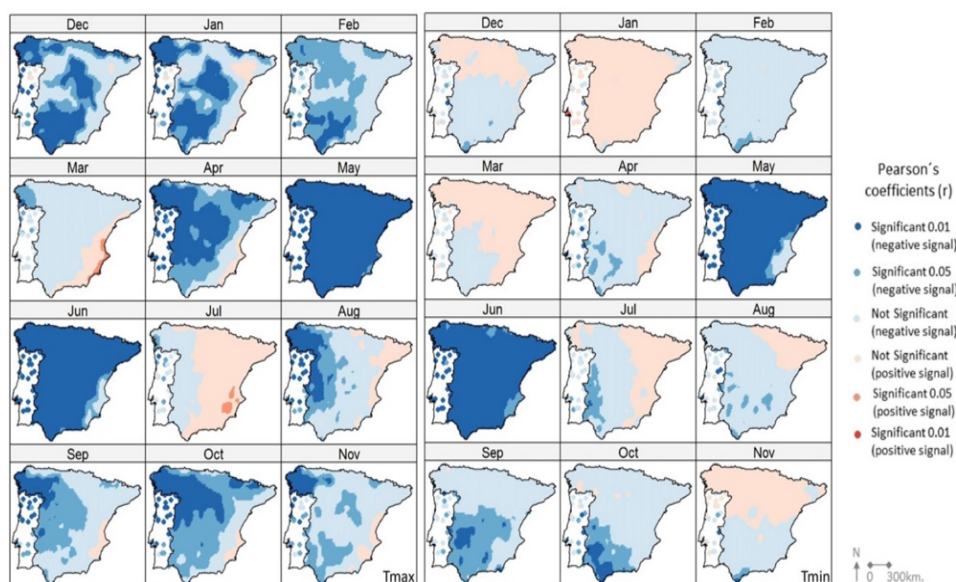 Dec Jan Feb
Mar Apr May
Jun Jul Aug
Sep Oct Nov
Tmax
Dec Jan Feb
Mar Apr May
Jun Jul Aug
Sep Oct Nov
Tmin
Pearson´s
coefficients (r)
Significant 0.01
(negative signal)
Significant 0.05
(negative signal)
Not Significant
(negative signal)
Not Significant
(positive signal)
Significant 0.05
(positive signal)
Significant 0.01
(positive signal)
N
0 300km.